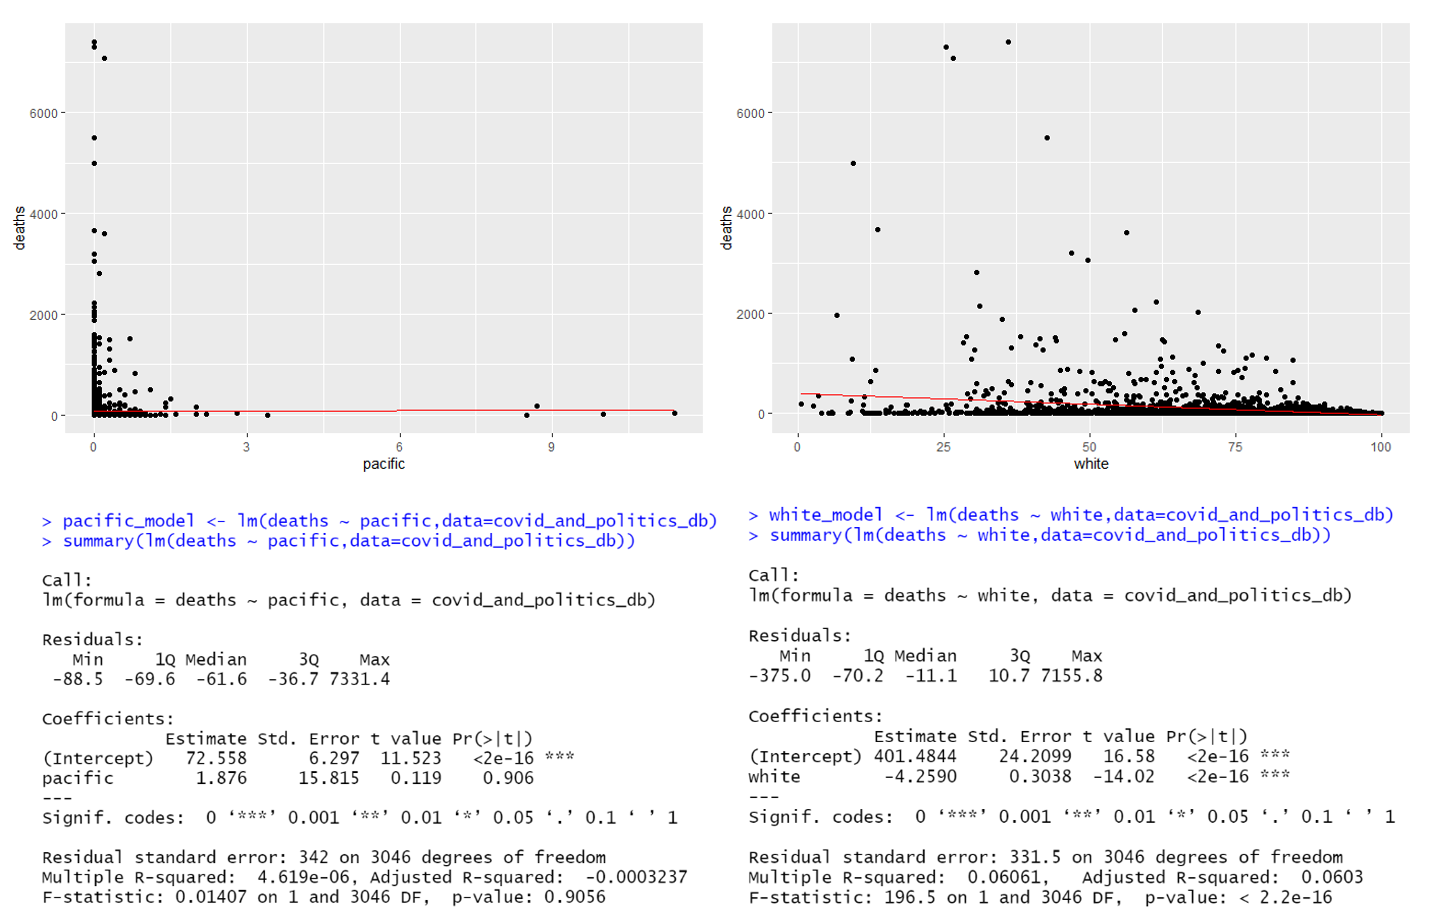 deaths
6000
4000
2000
0
0
3
6
9
pacific
deaths
6000
4000
2000
0
0
25
50
75
100
white
> pacific_model <- lm(deaths ~ pacific,data=covid_and_politics_db)
> summary(lm(deaths ~ pacific,data=covid_and_politics_db))
Call:
lm(formula = deaths ~ pacific, data = covid_and_politics_db)
Residuals:
Min 1Q Median 3Q Max
-88.5 -69.6 -61.6 -36.7 7331.4
Coefficients:
Estimate Std. Error t value Pr(>|t|)
(Intercept) 72.558 6.297 11.523 <2e-16 ***
pacific 1.876 15.815 0.119 0.906
---
Signif. codes: 0 ‘***’ 0.001 ‘**’ 0.01 ‘*’ 0.05 ‘.’ 0.1 ‘ ’ 1
Residual standard error: 342 on 3046 degrees of freedom
Multiple R-squared: 4.619e-06, Adjusted R-squared: -0.0003237
F-statistic: 0.01407 on 1 and 3046 DF, p-value: 0.9056
> white_model <- lm(deaths ~ white,data=covid_and_politics_db)
> summary(lm(deaths ~ white,data=covid_and_politics_db))
Call:
lm(formula = deaths ~ white, data = covid_and_politics_db)
Residuals:
Min 1Q Median 3Q Max
-375.0 -70.2 -11.1 10.7 7155.8
Coefficients:
Estimate Std. Error t value Pr(>|t|)
(Intercept) 401.4844 24.2099 16.58 <2e-16 ***
white -4.2590 0.3038 -14.02 <2e-16 ***
---
Signif. codes: 0 ‘***’ 0.001 ‘**’ 0.01 ‘*’ 0.05 ‘.’ 0.1 ‘ ’ 1
Residual standard error: 331.5 on 3046 degrees of freedom
Multiple R-squared: 0.06061, Adjusted R-squared: 0.0603
F-statistic: 196.5 on 1 and 3046 DF, p-value: < 2.2e-16